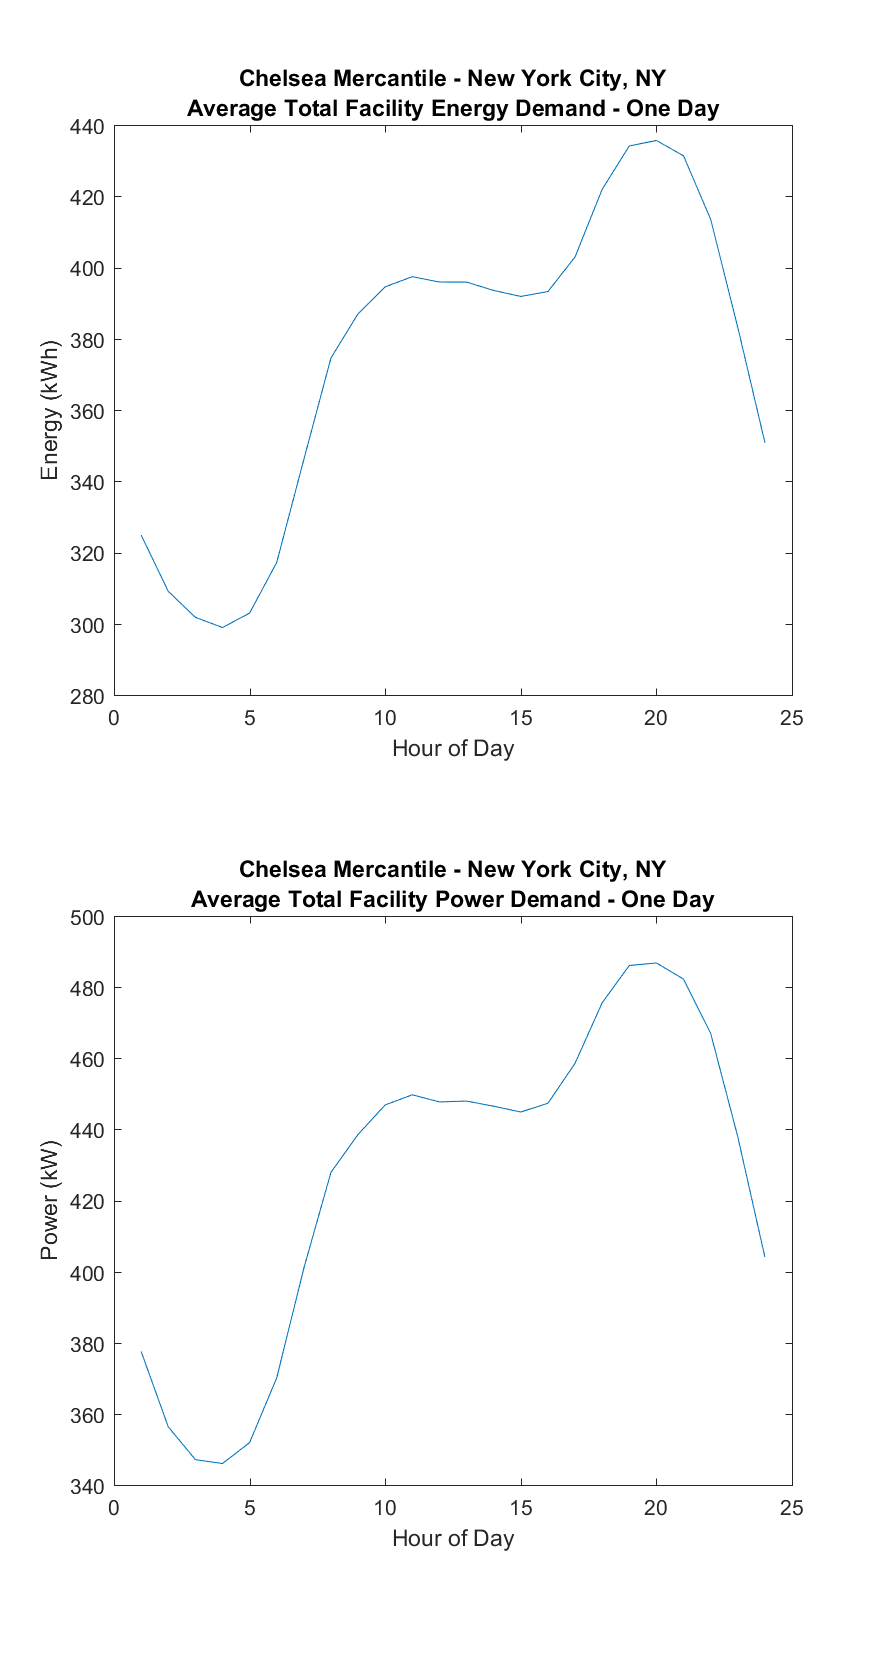 Chelsea Mercantile - New York City, NY
Average Total Facility Energy Demand - One Day
440
420
400
380
360
340
320
300
280
Energy (kWh)
0 5 10 15 20 25
Hour of Day
Chelsea Mercantile - New York City, NY
Average Total Facility Power Demand - One Day
500
480
460
440
420
400
380
360
340
Power (kW)
0 5 10 15 20 25
Hour of Day